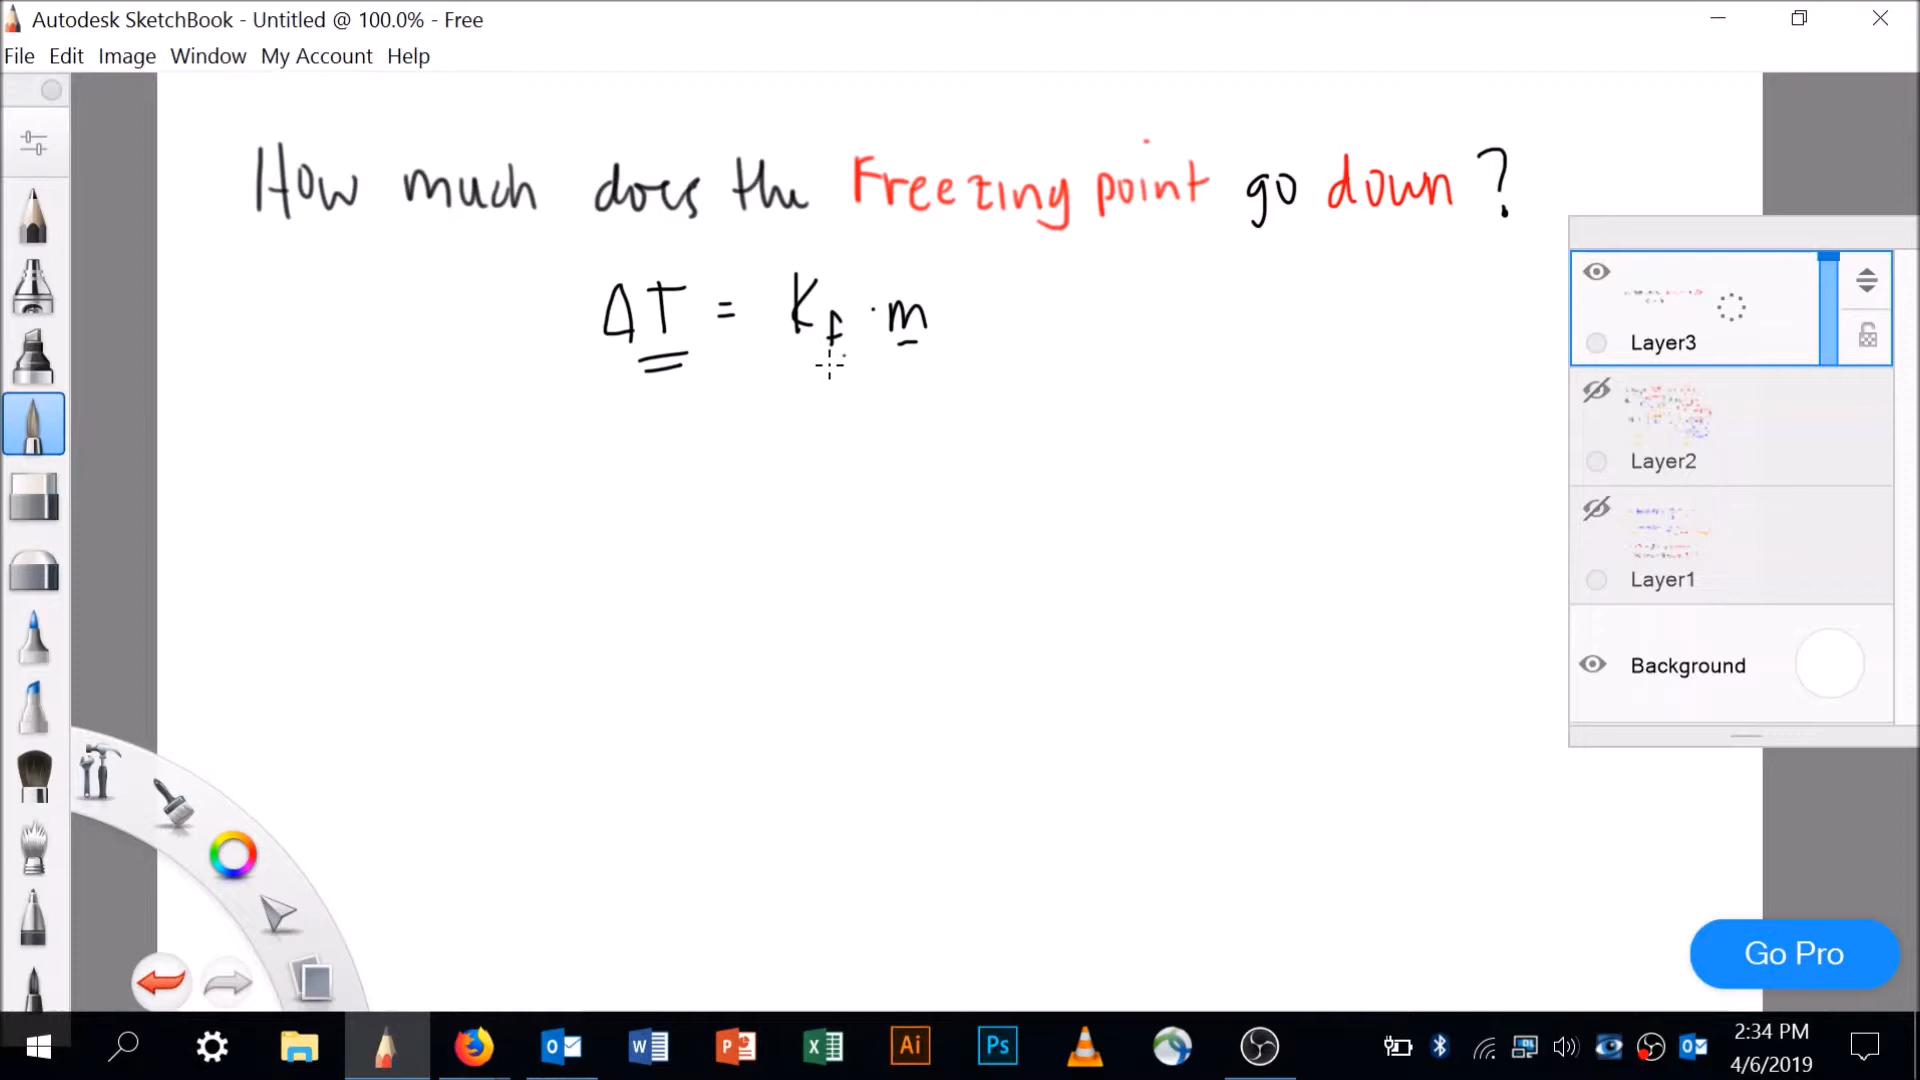 Autodesk SketchBook - Untitled @ 100.0% - Free
File Edit Image Window My Account Help
How much does the Freezing point go down?
ΔT = Kf · m
Layer3
Layer2
Layer1
Background
Go Pro
2:34 PM
4/6/2019